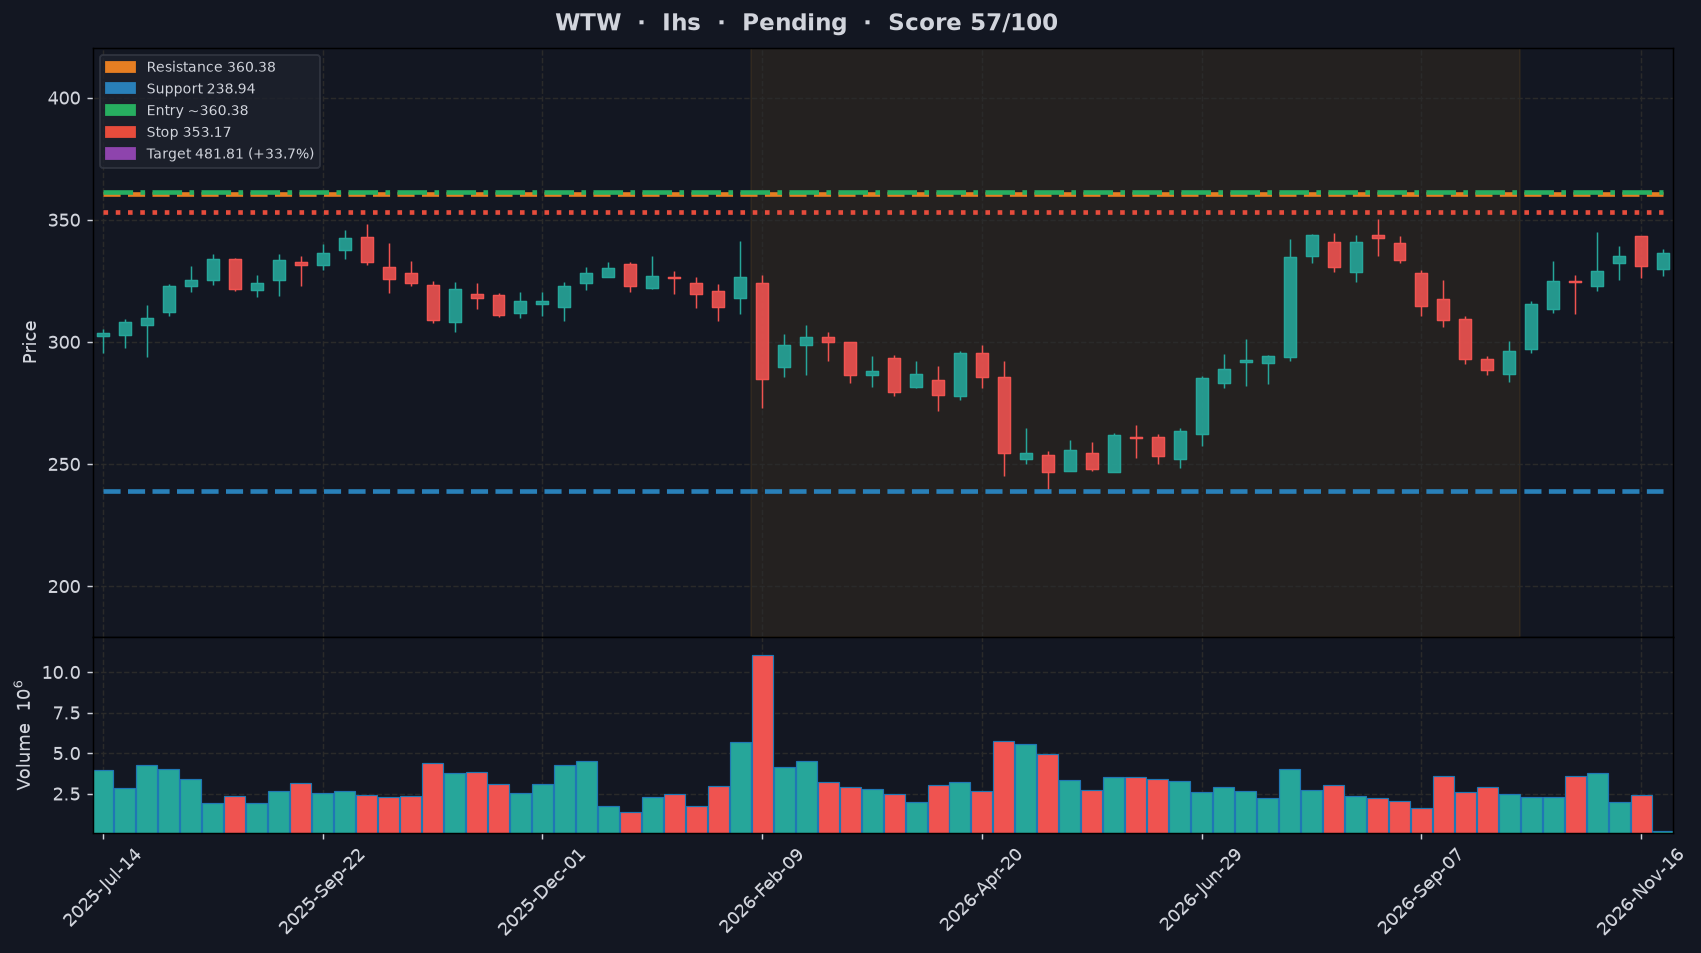 WTW · Ihs · Pending · Score 57/100
Resistance 360.38
Support 238.94
Entry ~360.38
Stop 353.17
Target 481.81 (+33.7%)
Price
400
350
300
250
200
Volume 10⁶
10.0
7.5
5.0
2.5
2025-Jul-14
2025-Sep-22
2025-Dec-01
2026-Feb-09
2026-Apr-20
2026-Jun-29
2026-Sep-07
2026-Nov-16